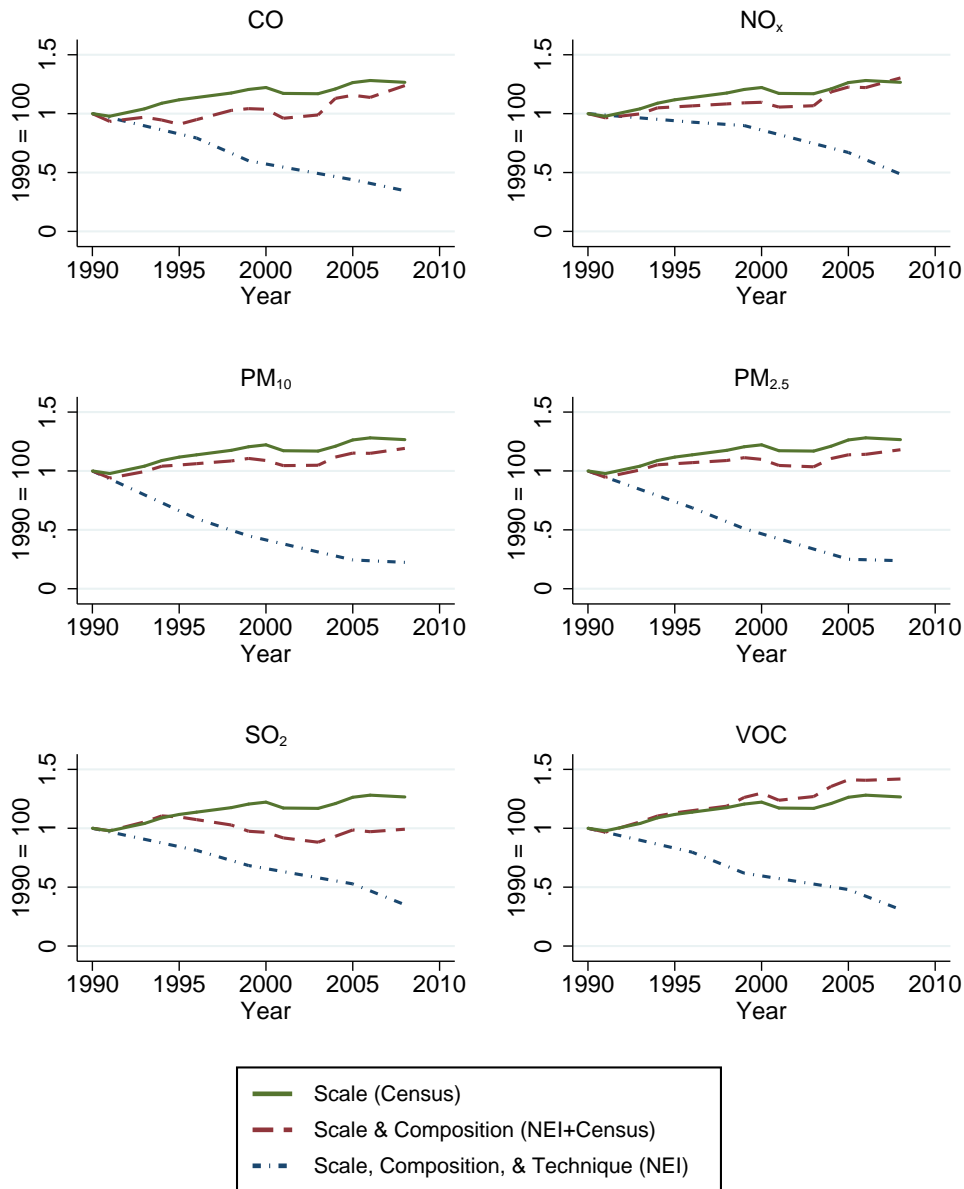 CO
1990 = 100
0 .5 1 1.5
1990 1995 2000 2005 2010
Year
NOₓ
1990 = 100
0 .5 1 1.5
1990 1995 2000 2005 2010
Year
PM₁₀
1990 = 100
0 .5 1 1.5
1990 1995 2000 2005 2010
Year
PM₂.₅
1990 = 100
0 .5 1 1.5
1990 1995 2000 2005 2010
Year
SO₂
1990 = 100
0 .5 1 1.5
1990 1995 2000 2005 2010
Year
VOC
1990 = 100
0 .5 1 1.5
1990 1995 2000 2005 2010
Year
Scale (Census)
Scale & Composition (NEI+Census)
Scale, Composition, & Technique (NEI)